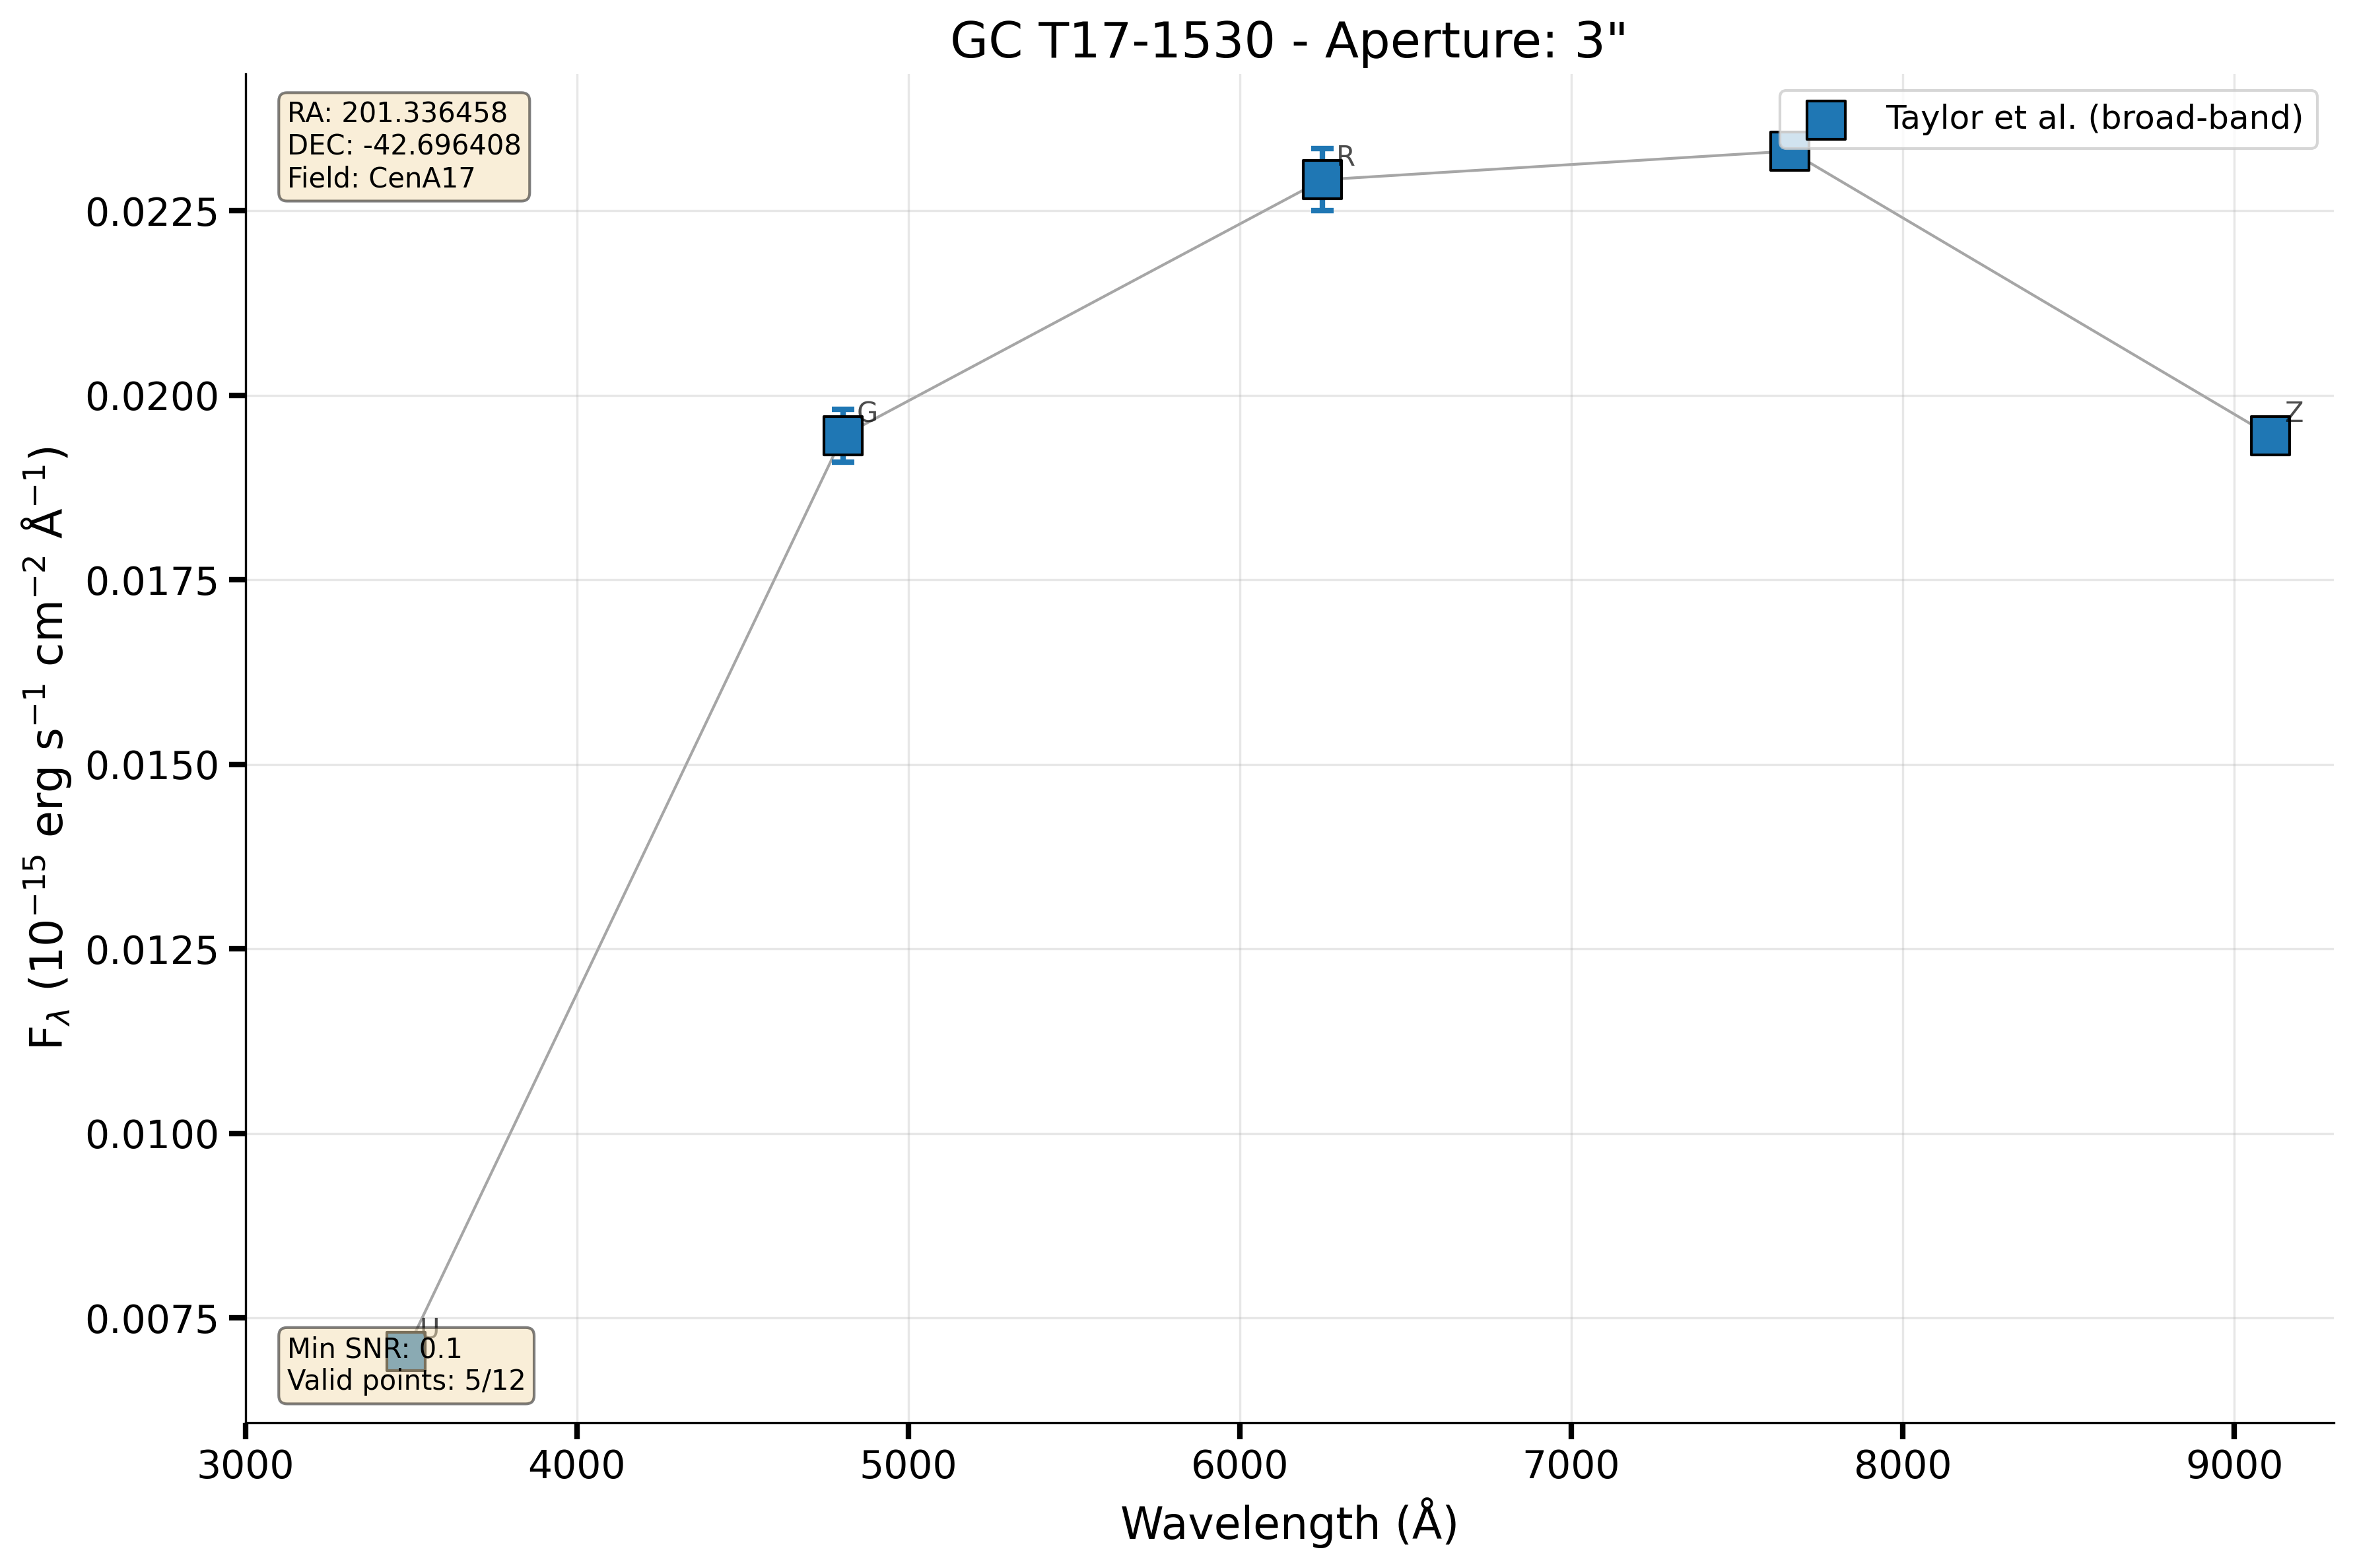 GC T17-1530 - Aperture: 3"
RA: 201.336458
DEC: -42.696408
Field: CenA17
Taylor et al. (broad-band)
R
G
Z
U
Min SNR: 0.1
Valid points: 5/12
0.0225
0.0200
0.0175
0.0150
0.0125
0.0100
0.0075
F_λ (10⁻¹⁵ erg s⁻¹ cm⁻² Å⁻¹)
3000 4000 5000 6000 7000 8000 9000
Wavelength (Å)